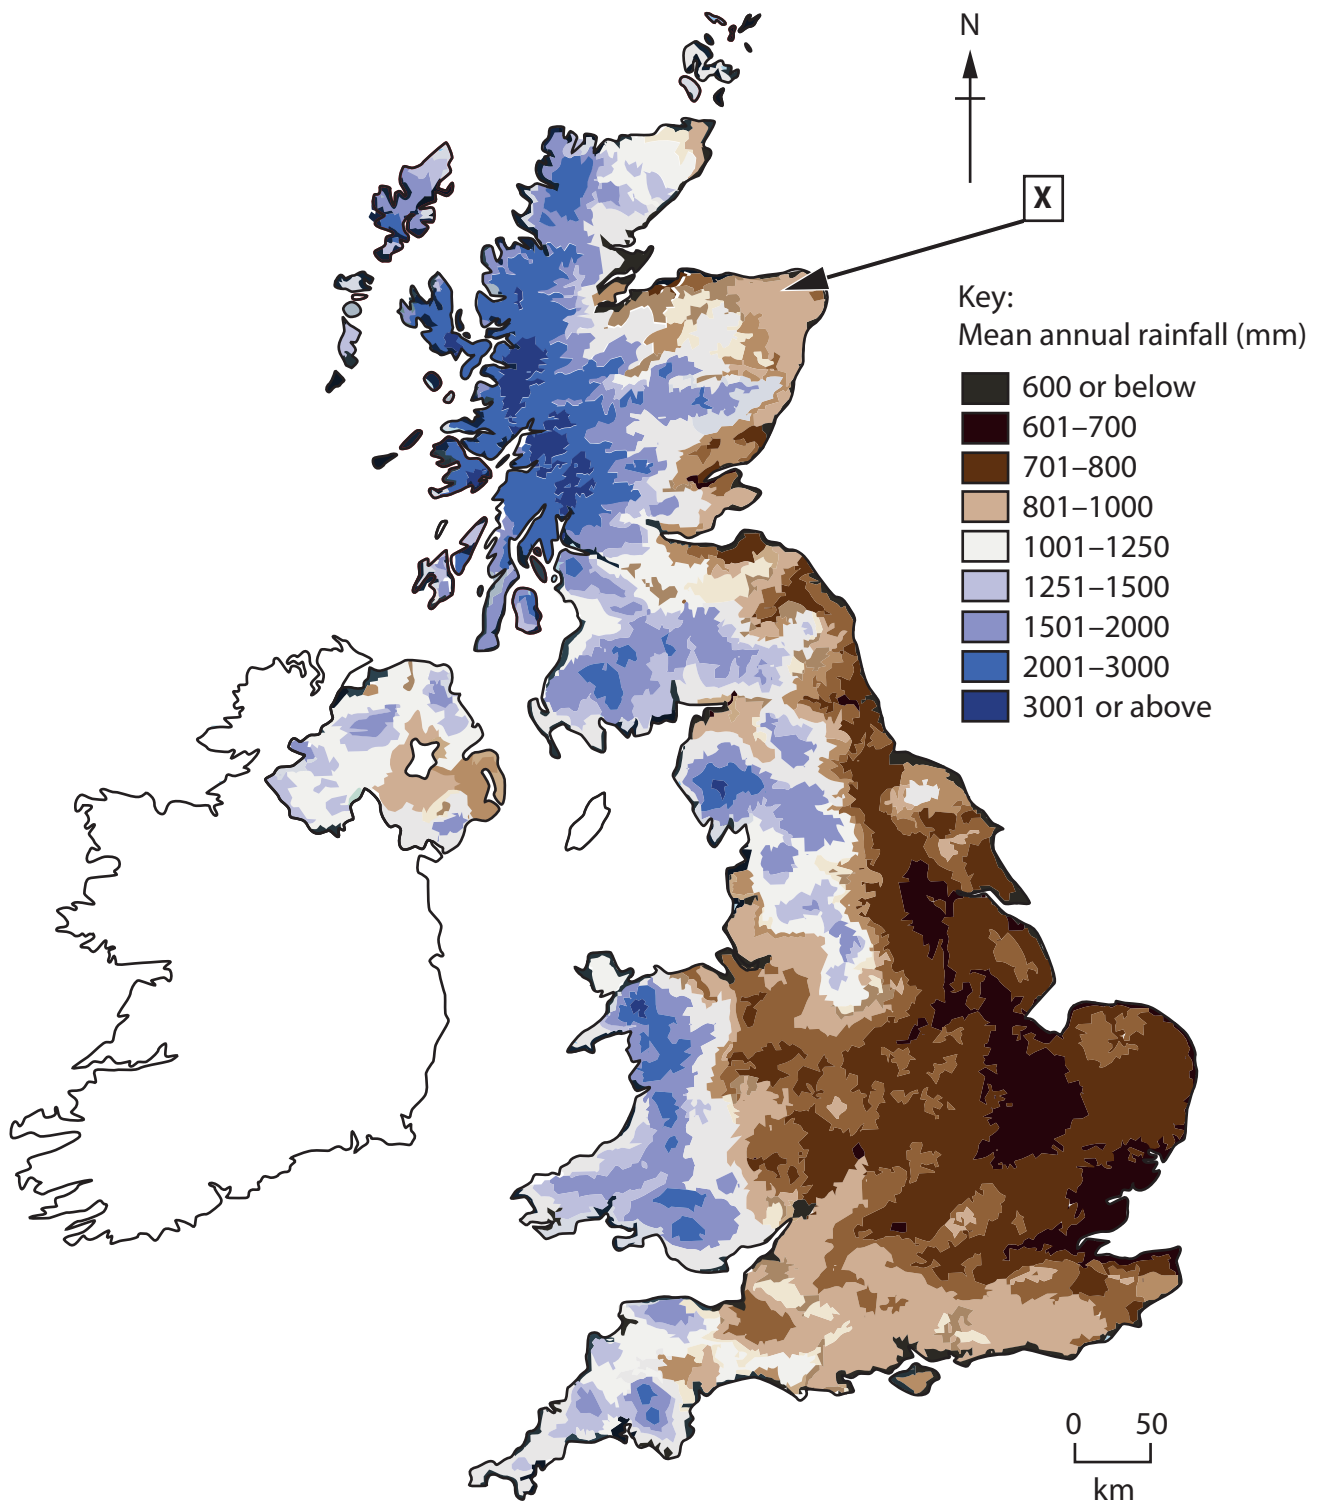 N
X
Key:
Mean annual rainfall (mm)
600 or below
601–700
701–800
801–1000
1001–1250
1251–1500
1501–2000
2001–3000
3001 or above
0 50
km